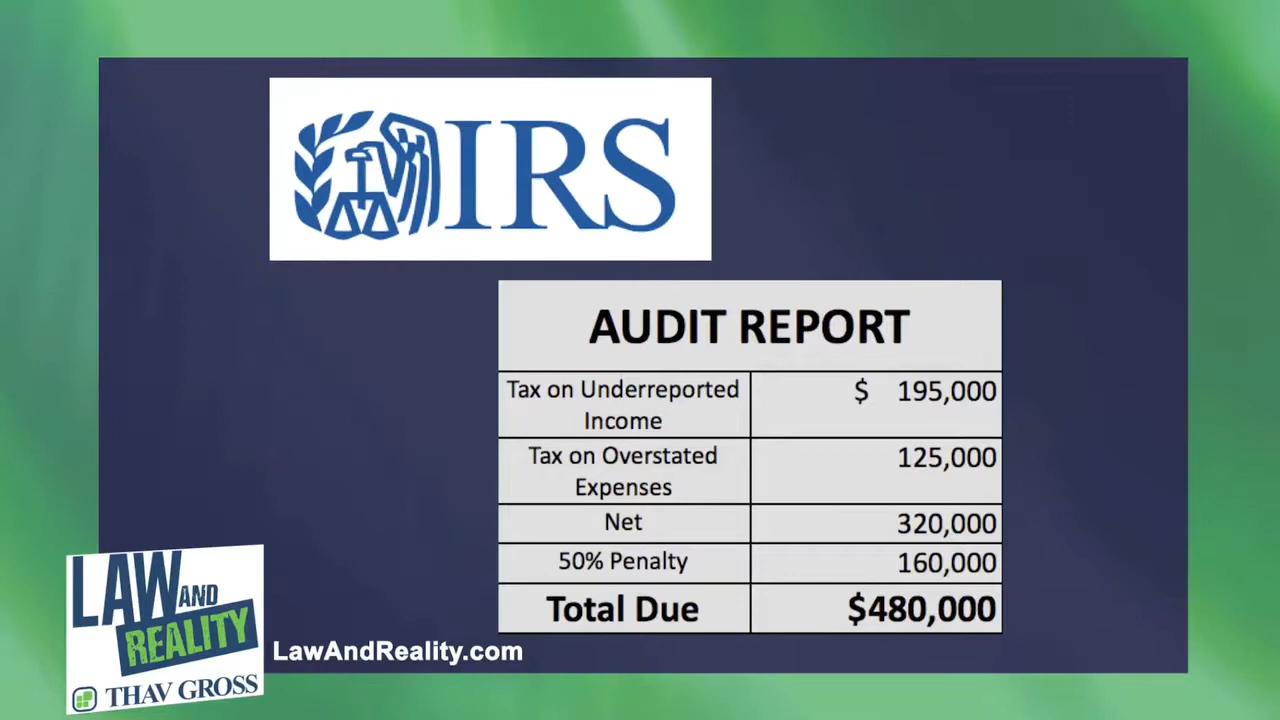 IRS
AUDIT REPORT
Tax on Underreported
Income
$ 195,000
Tax on Overstated
Expenses
125,000
Net
320,000
50% Penalty
160,000
Total Due
$480,000
LAW AND
REALITY
THAV GROSS
LawAndReality.com